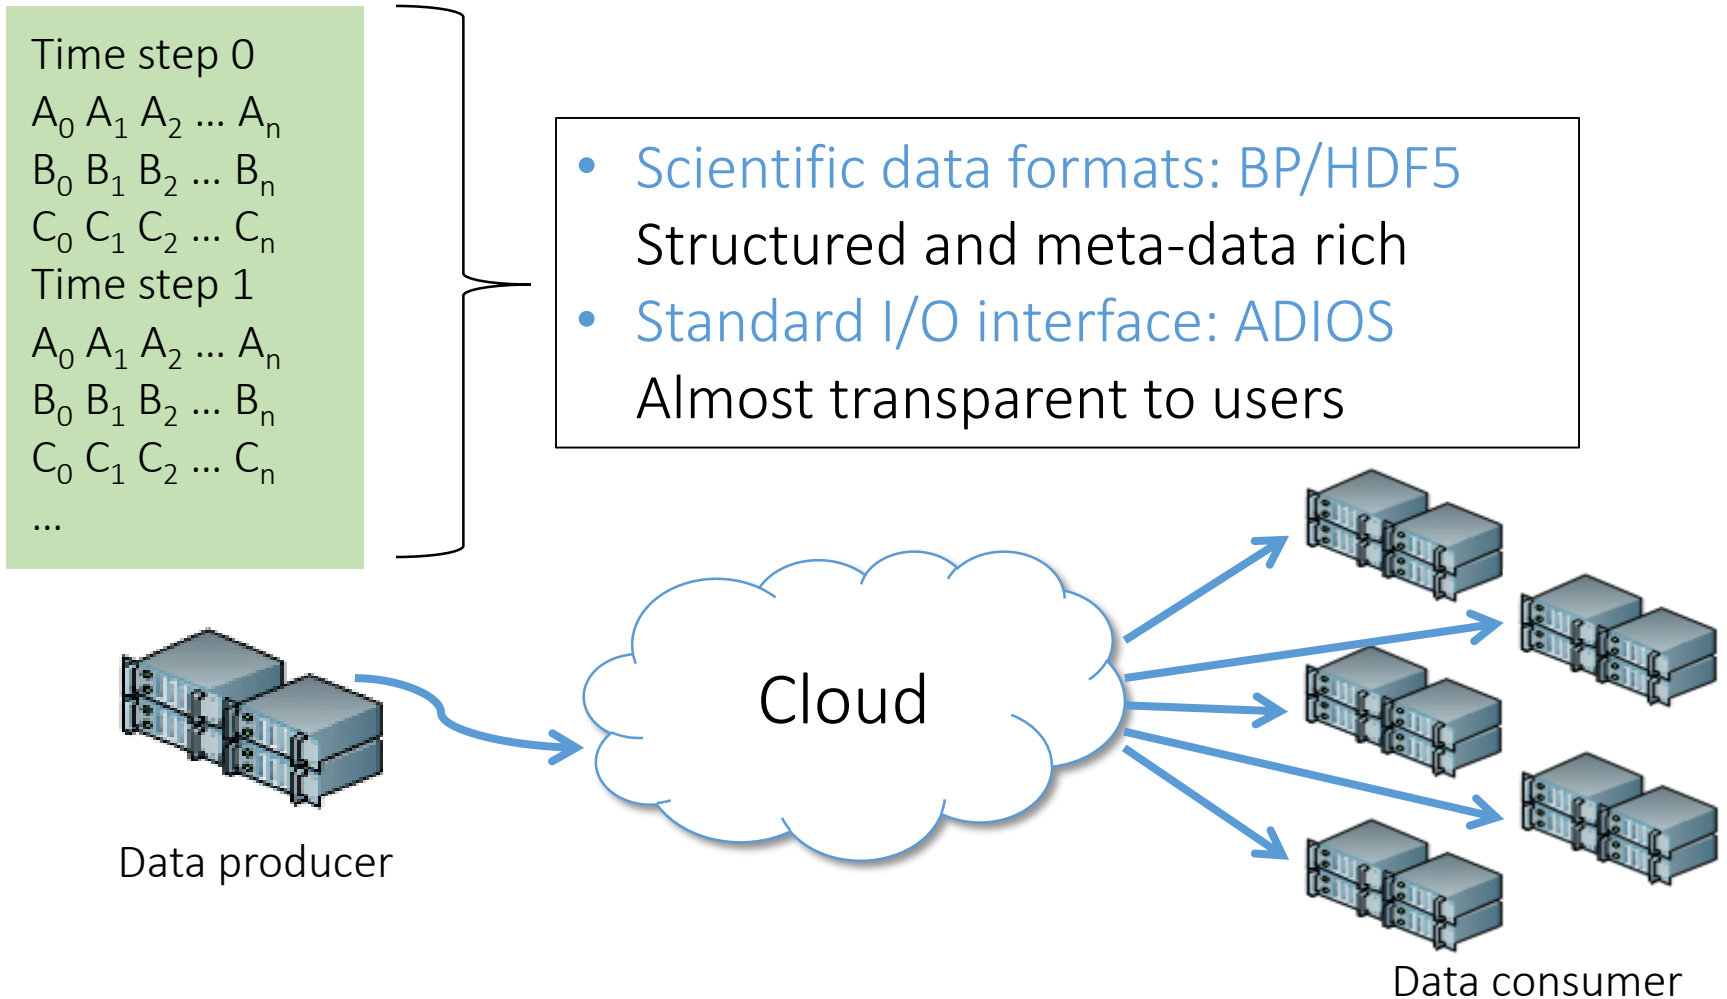 Time step 0
A₀ A₁ A₂ ... Aₙ
B₀ B₁ B₂ ... Bₙ
C₀ C₁ C₂ ... Cₙ
Time step 1
A₀ A₁ A₂ ... Aₙ
B₀ B₁ B₂ ... Bₙ
C₀ C₁ C₂ ... Cₙ
...
• Scientific data formats: BP/HDF5
Structured and meta-data rich
• Standard I/O interface: ADIOS
Almost transparent to users
Cloud
Data producer
Data consumer